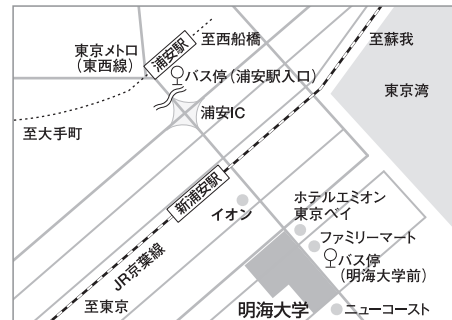 至西船橋
至蘇我
東京メトロ
(東西線)
浦安駅
バス停(浦安駅入口)
東京湾
浦安IC
至大手町
新浦安駅
イオン
ホテルエミオン
東京ベイ
ファミリーマート
バス停
(明海大学前)
JR京葉線
至東京
明海大学
ニューコースト